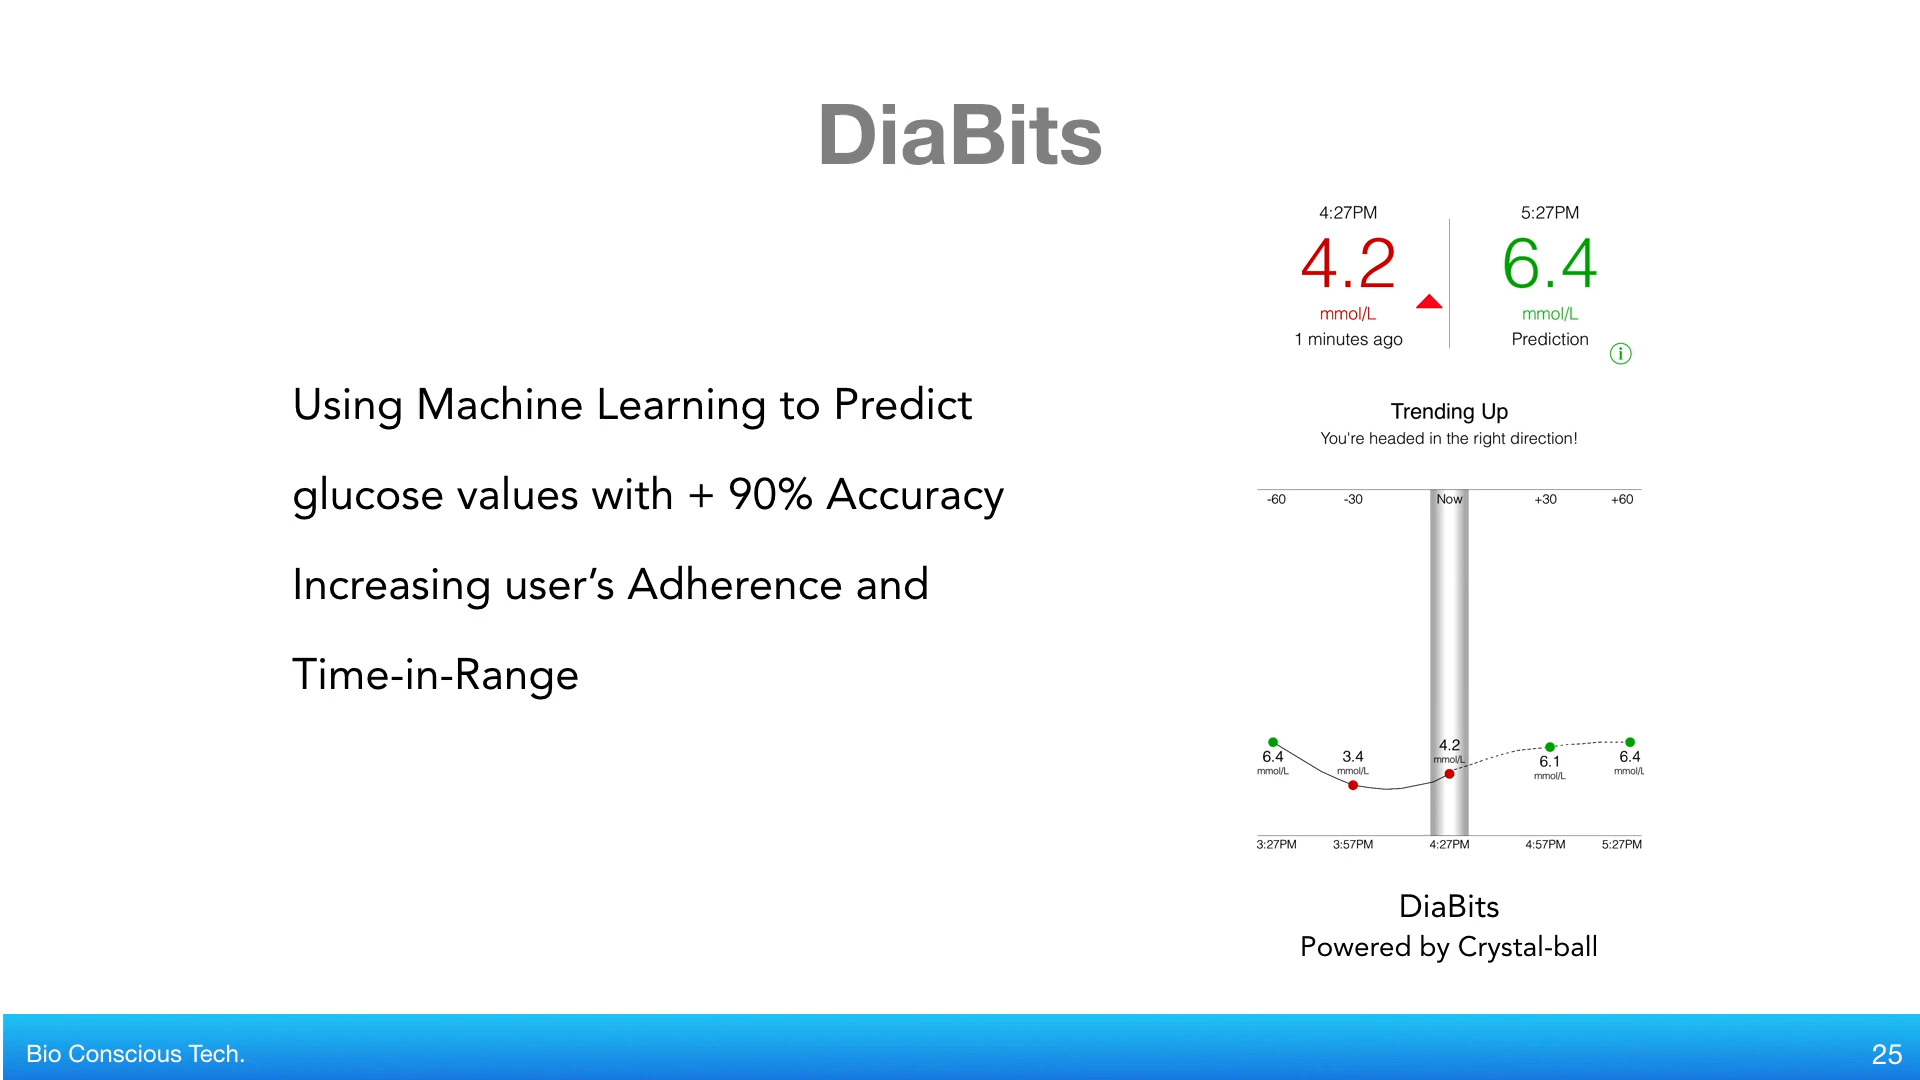 DiaBits
Using Machine Learning to Predict
glucose values with + 90% Accuracy
Increasing user’s Adherence and
Time-in-Range
4:27PM
4.2
mmol/L
1 minutes ago
5:27PM
6.4
mmol/L
Prediction
i
Trending Up
You're headed in the right direction!
-60 -30 Now +30 +60
6.4
mmol/L
3.4
mmol/L
4.2
mmol/L
6.1
mmol/L
6.4
mmol/L
3:27PM 3:57PM 4:27PM 4:57PM 5:27PM
DiaBits
Powered by Crystal-ball
Bio Conscious Tech.
25